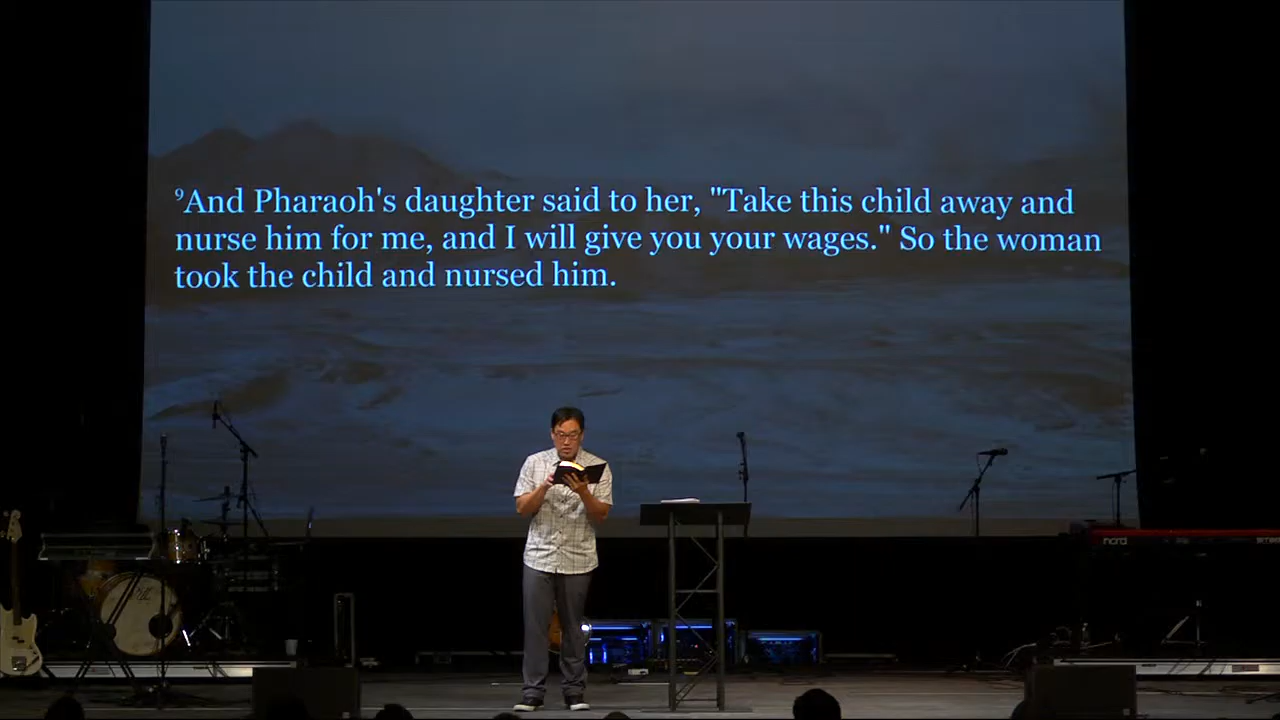 ⁹And Pharaoh's daughter said to her, "Take this child away and
nurse him for me, and I will give you your wages." So the woman
took the child and nursed him.
nord